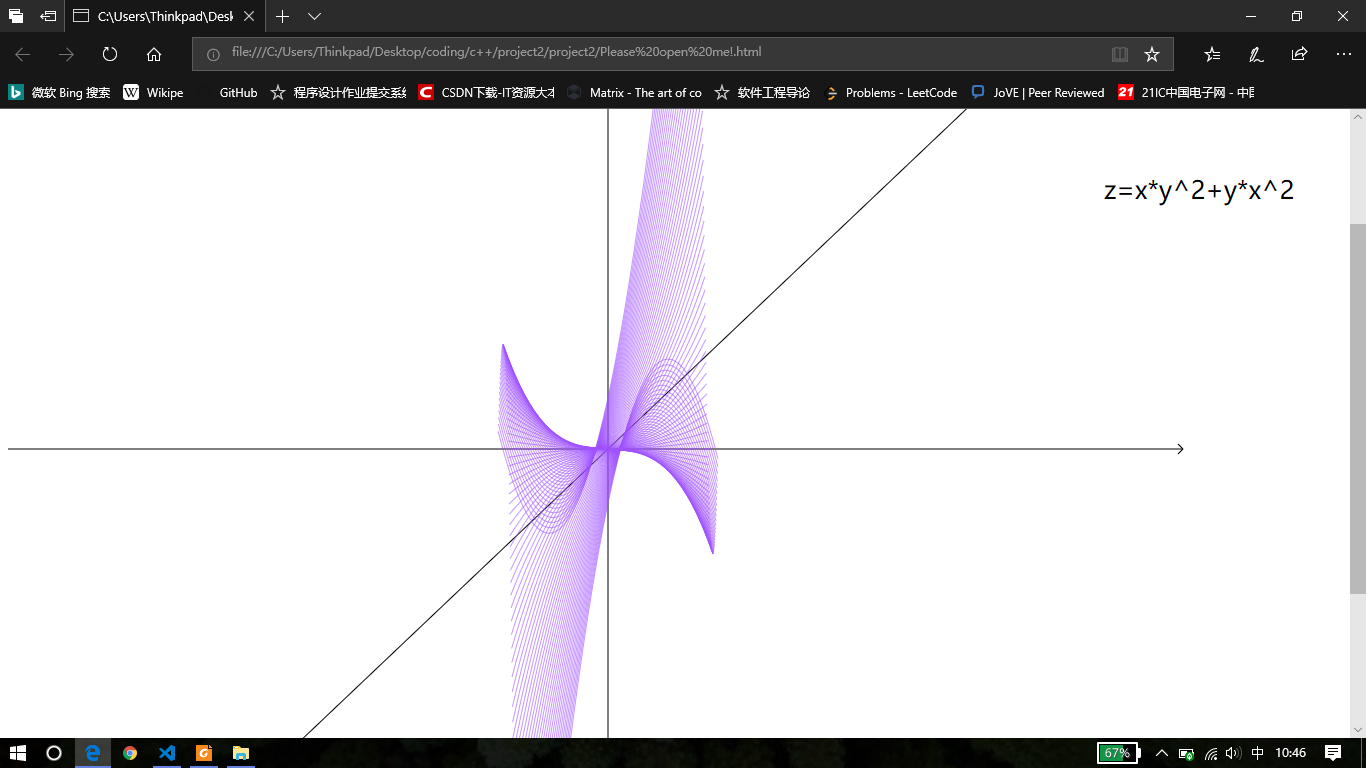 C:\Users\Thinkpad\Desl
file:///C:/Users/Thinkpad/Desktop/coding/c++/project2/project2/Please%20open%20me!.html
微软 Bing 搜索 Wikipe GitHub 程序设计作业提交系统 CSDN下载-IT资源大才 Matrix - The art of co 软件工程导论 Problems - LeetCode JoVE | Peer Reviewed 21IC中国电子网 - 中
z=x*y^2+y*x^2
67% 中 10:46